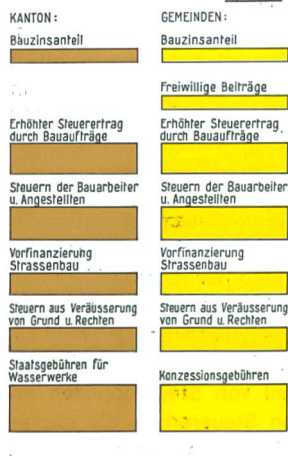 KANTON:
Bauzinsanteil
Erhöhter Steuerertrag
durch Bauaufträge
Steuern der Bauarbeiter
u. Angestellten
Vorfinanzierung
Strassenbau
Steuern aus Veräusserung
von Grund u. Rechten
Staatsgebühren für
Wasserwerke
GEMEINDEN:
Bauzinsanteil
Freiwillige Beiträge
Erhöhter Steuerertrag
durch Bauaufträge
Steuern der Bauarbeiter
u. Angestellten
Vorfinanzierung
Strassenbau
Steuern aus Veräusserung
von Grund u. Rechten
Konzessionsgebühren